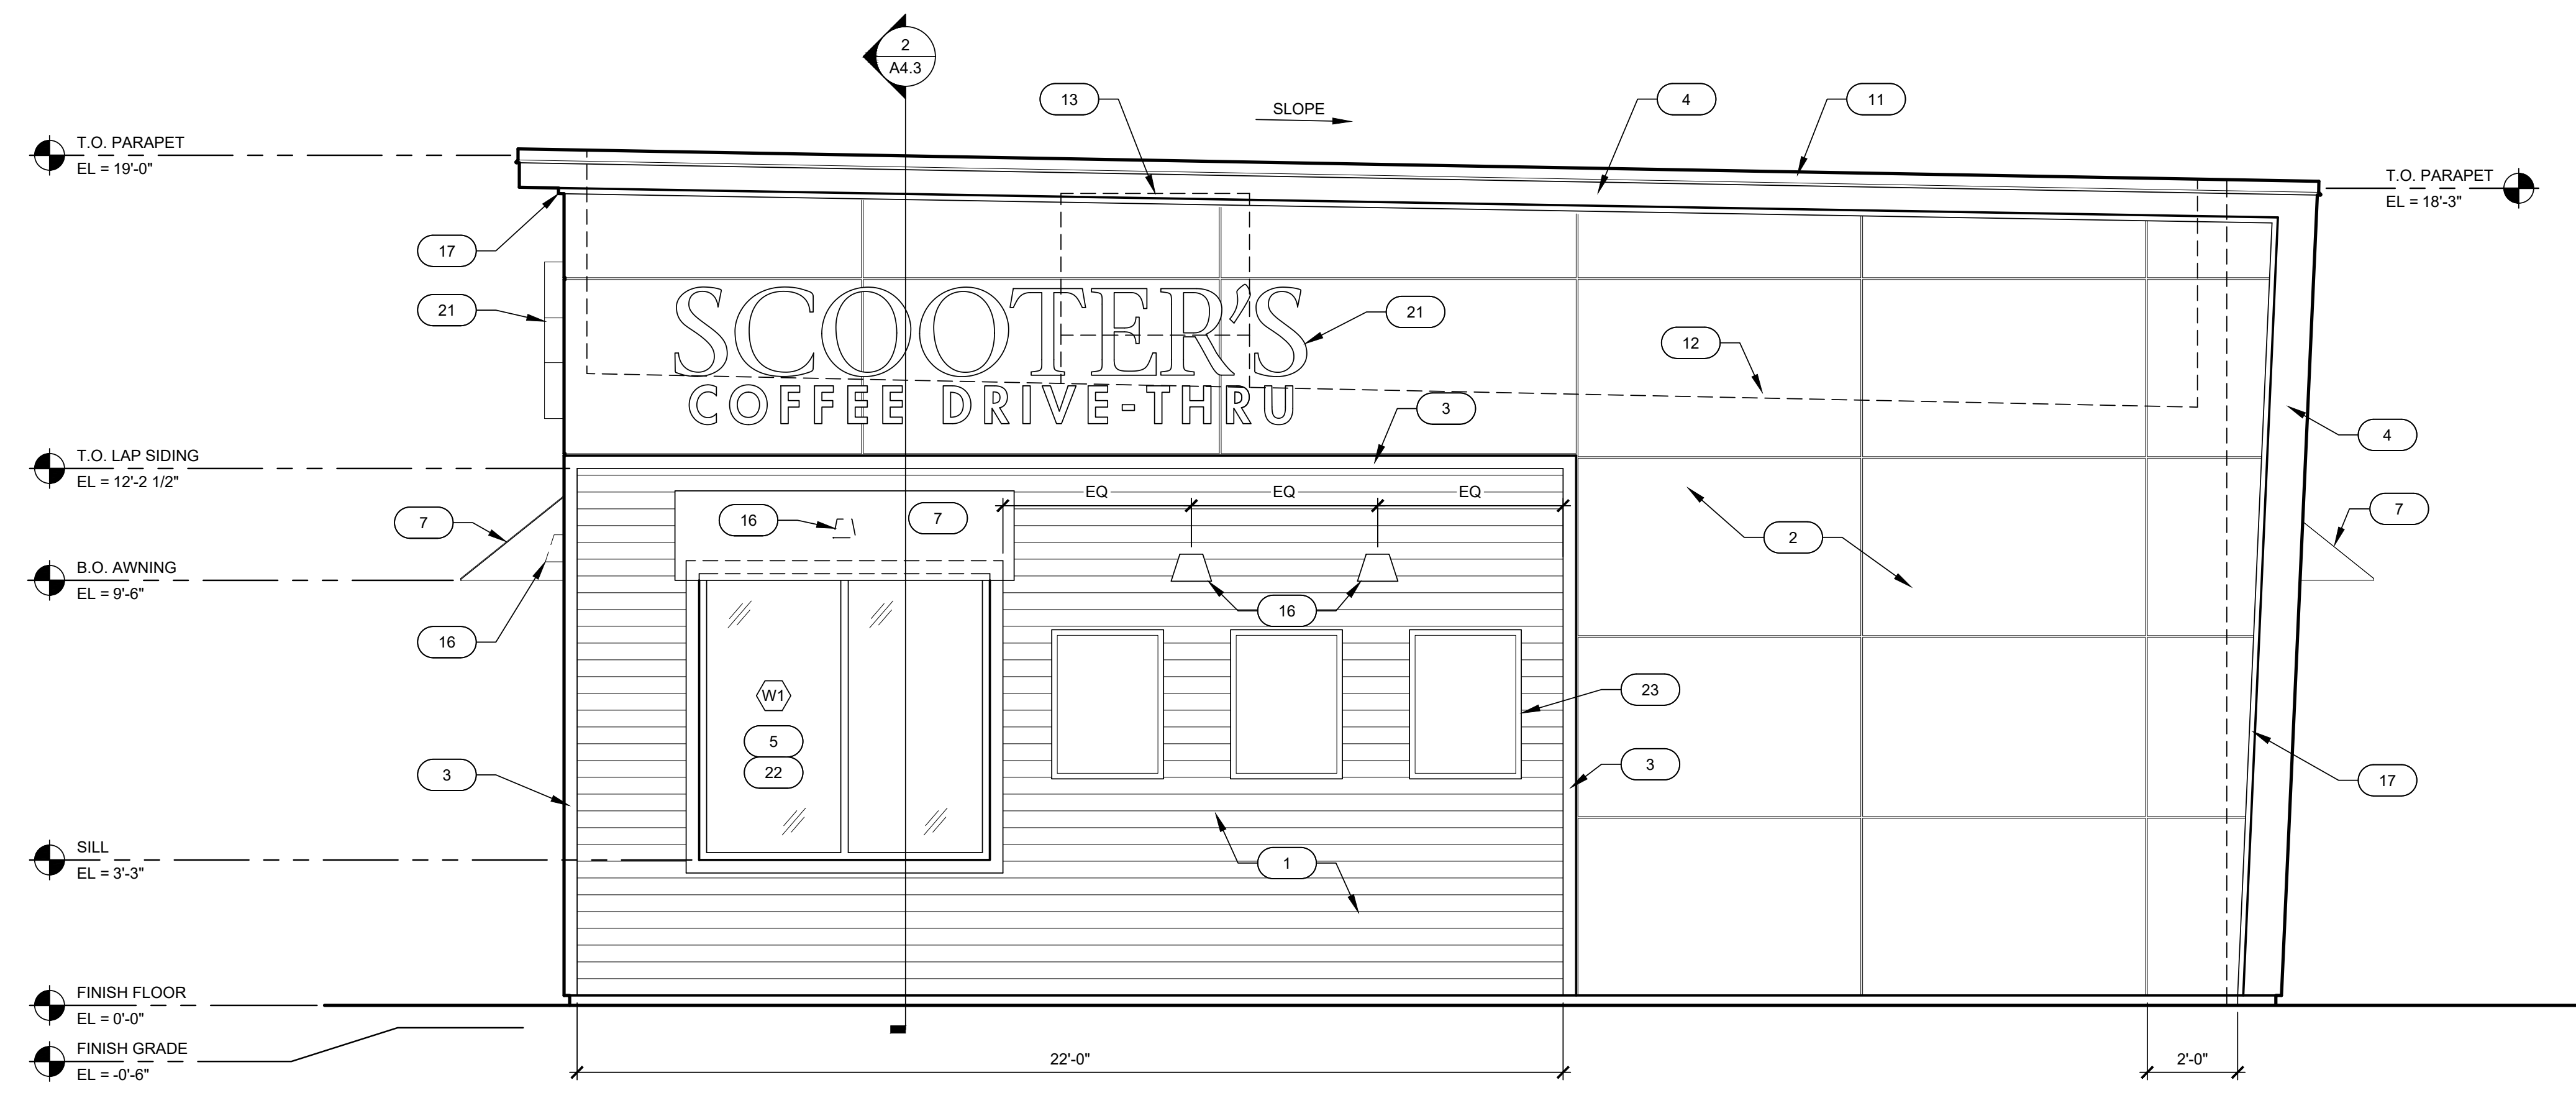 2
A4.3
13
SLOPE
4
11
T.O. PARAPET
EL = 19'-0"
T.O. PARAPET
EL = 18'-3"
17
21
SCOOTER'S
21
12
COFFEE DRIVE-THRU
3
4
T.O. LAP SIDING
EL = 12'-2 1/2"
EQ
EQ
EQ
7
16
7
7
2
B.O. AWNING
EL = 9'-6"
16
16
W1
23
5
22
3
3
17
SILL
EL = 3'-3"
1
FINISH FLOOR
EL = 0'-0"
FINISH GRADE
EL = -0'-6"
22'-0"
2'-0"